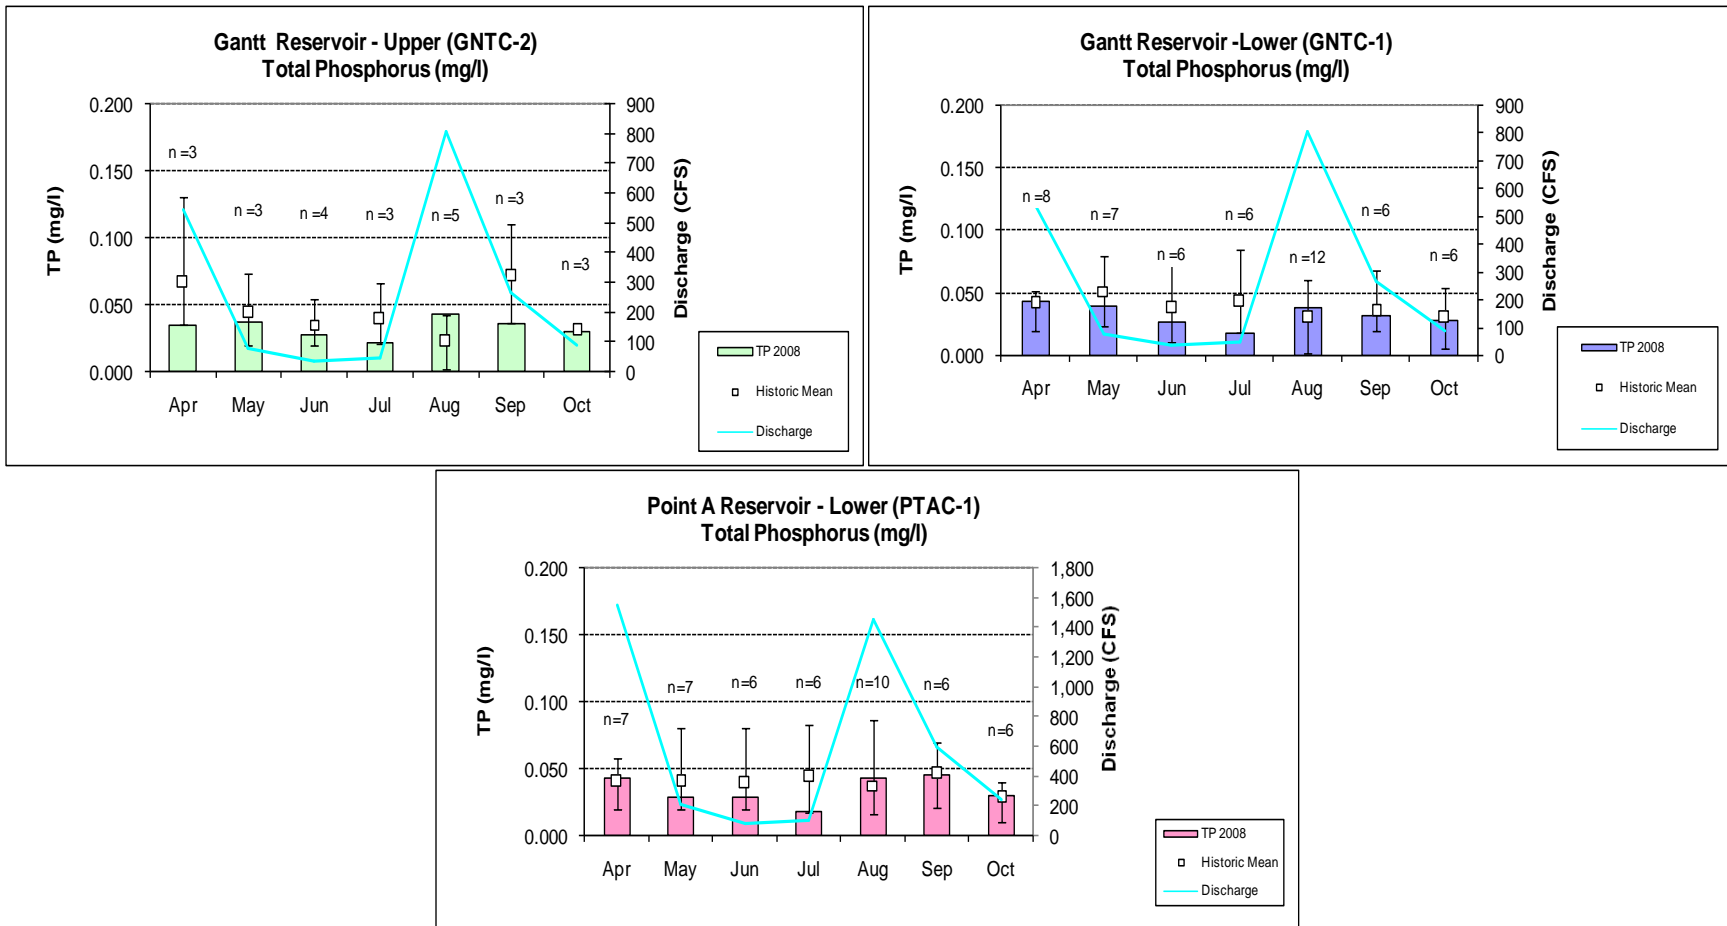 Gantt Reservoir - Upper (GNTC-2)
Total Phosphorus (mg/l)
TP (mg/l)
0.200
0.150
0.100
0.050
0.000
n =3
n =3
n =4
n =3
n =5
n =3
n =3
900
800
700
600
500
400
300
200
100
0
Discharge (CFS)
Apr May Jun Jul Aug Sep Oct
TP 2008
Historic Mean
Discharge
Gantt Reservoir -Lower (GNTC-1)
Total Phosphorus (mg/l)
TP (mg/l)
0.200
0.150
0.100
0.050
0.000
n =8
n =7
n =6
n =6
n =12
n =6
n =6
900
800
700
600
500
400
300
200
100
0
Discharge (CFS)
Apr May Jun Jul Aug Sep Oct
TP 2008
Historic Mean
Discharge
Point A Reservoir - Lower (PTAC-1)
Total Phosphorus (mg/l)
TP (mg/l)
0.200
0.150
0.100
0.050
0.000
n=7
n=7
n=6
n=6
n=10
n=6
n=6
1,800
1,600
1,400
1,200
1,000
800
600
400
200
0
Discharge (CFS)
Apr May Jun Jul Aug Sep Oct
TP 2008
Historic Mean
Discharge